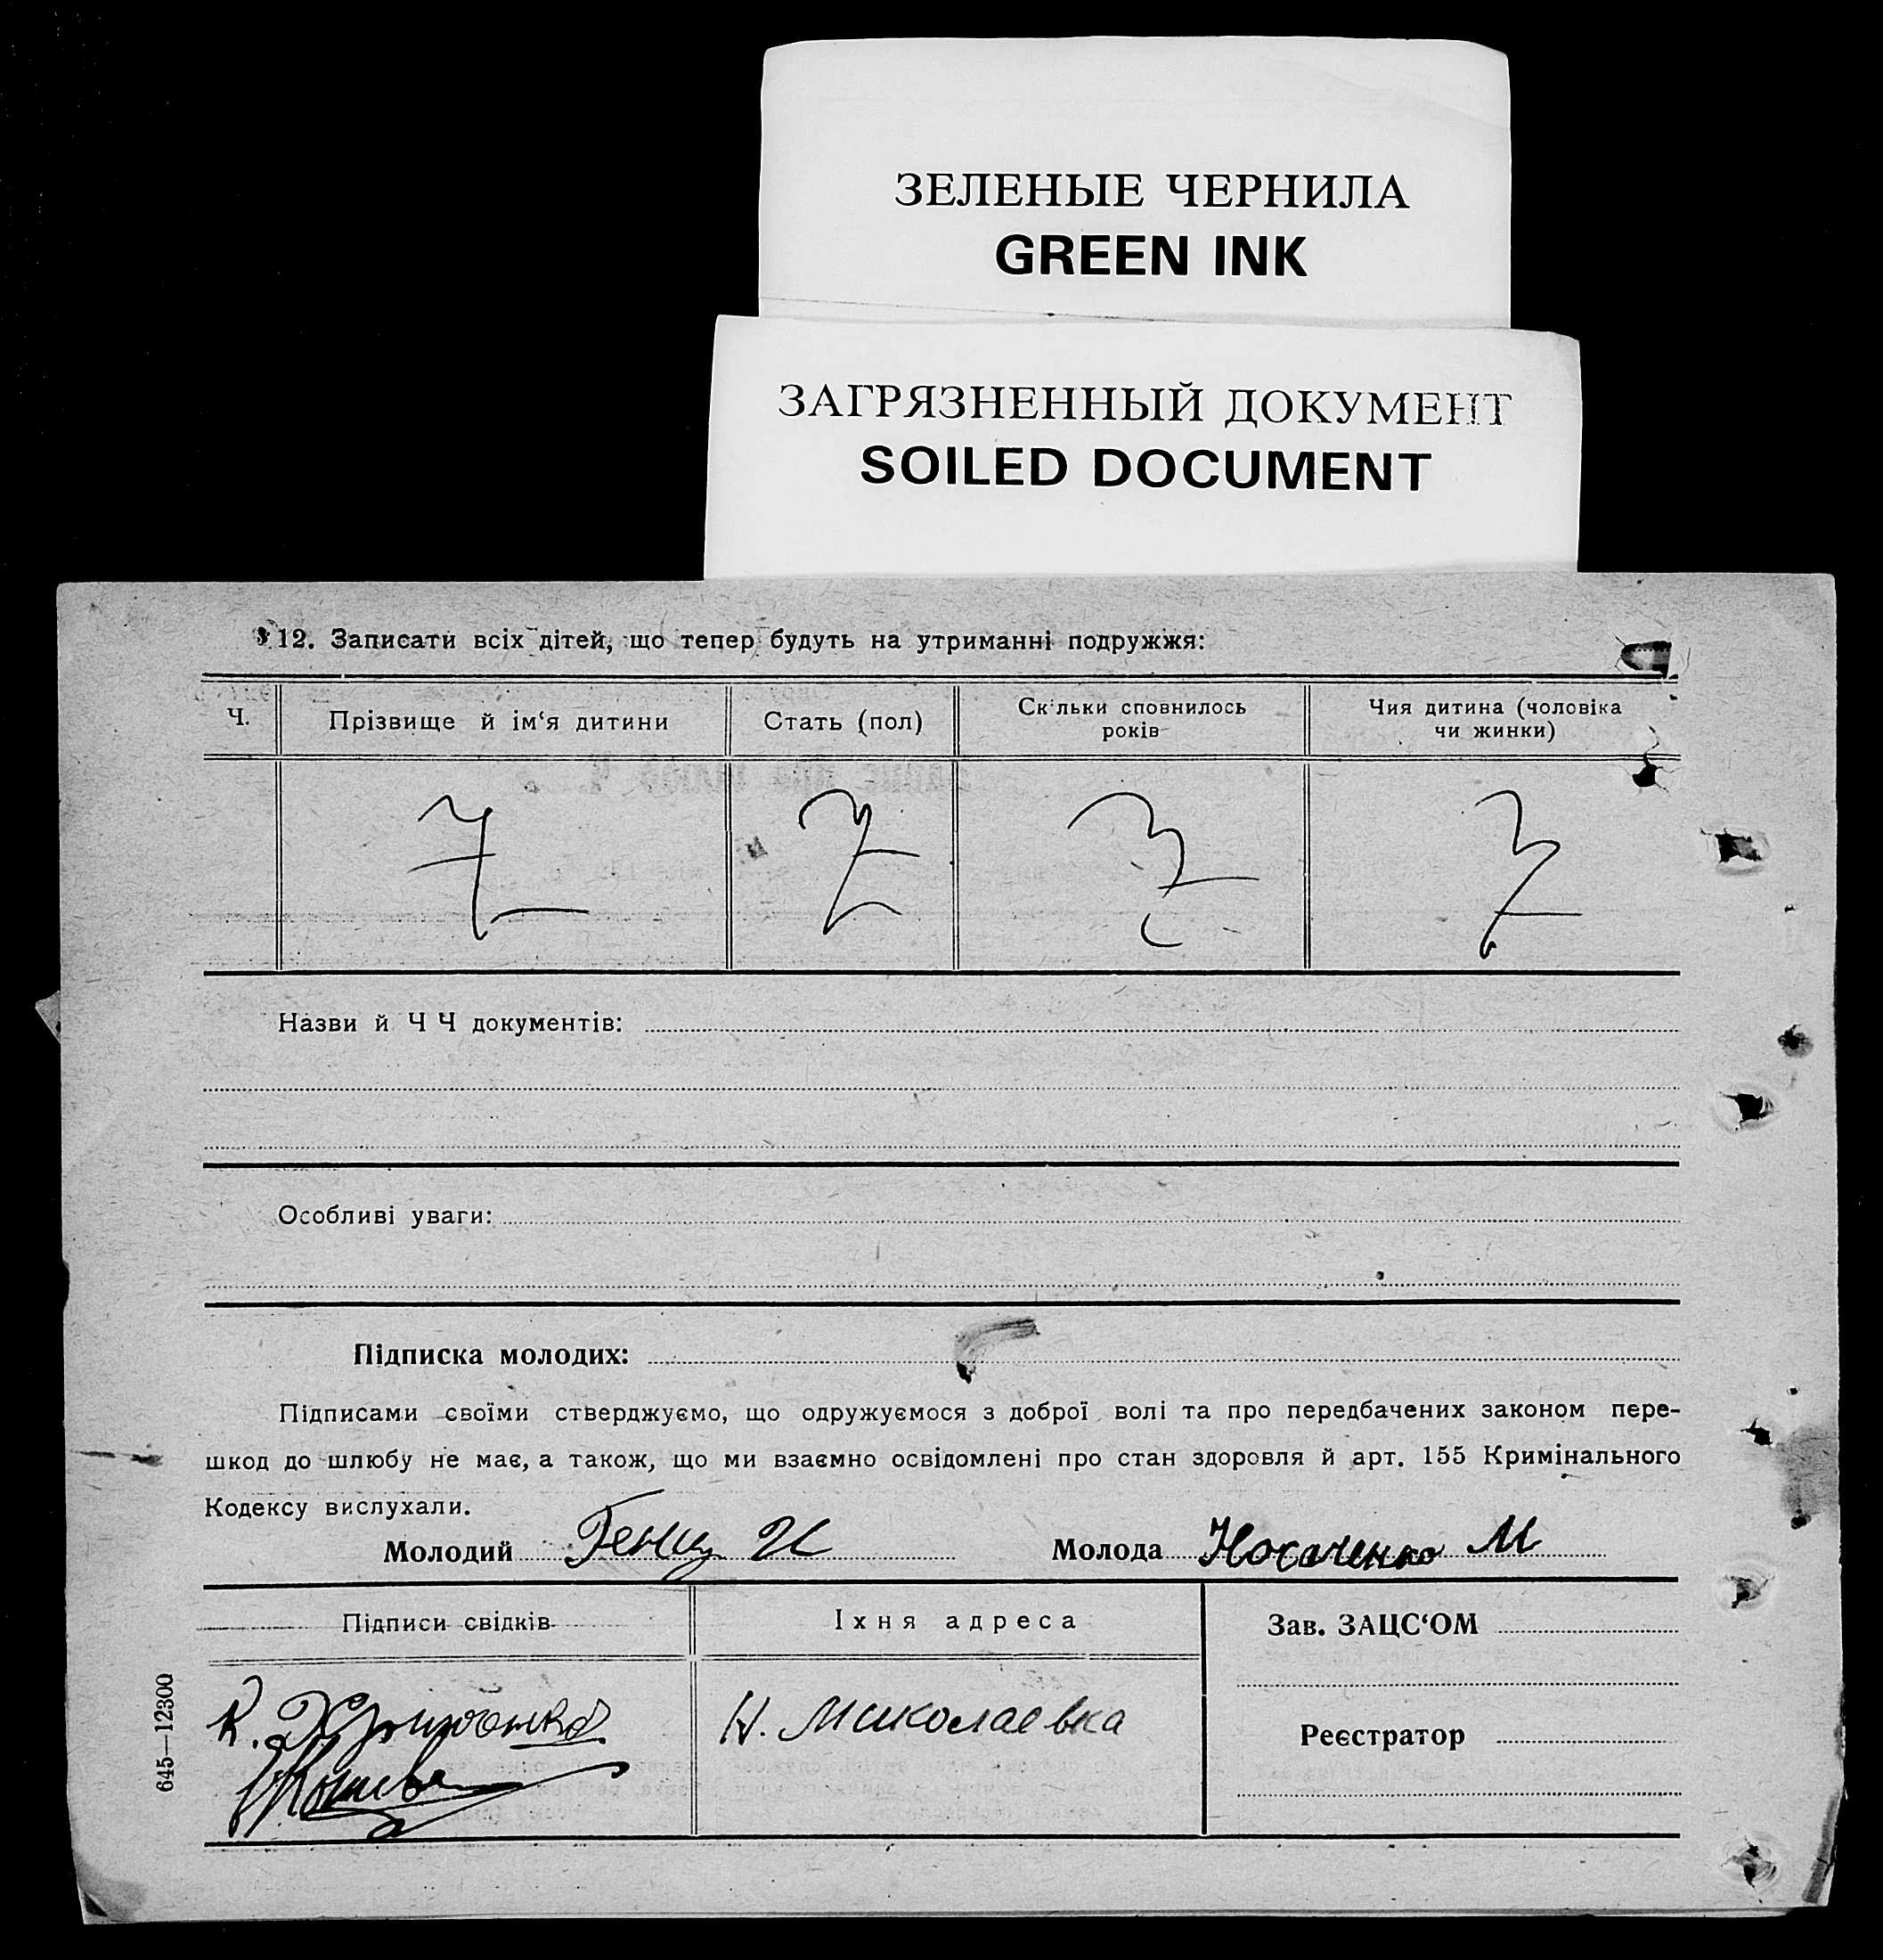 ЗЕЛЕНЫЕ ЧЕРНИЛА
GREEN INK
ЗАГРЯЗНЕННЫЙ ДОКУМЕНТ
SOILED DOCUMENT
12. Записати всіх дітей, що тепер будуть на утриманні подружжя:
Ч.
Прізвище й ім‘я дитини
Стать (пол)
Скільки сповнилось
років
Чия дитина (чоловіка
чи жинки)
Назви й Ч Ч документів:
Особливі уваги:
Підписка молодих:
Підписами своїми стверджуємо, що одружуємося з доброї волі та про передбачених законом пере-
шкод до шлюбу не має, а також, що ми взаємно освідомлені про стан здоровля й арт. 155 Кримінального
Кодексу вислухали.
Молодий Генц И Молода Носаченко М
Підписи свідків
Іхня адреса
Зав. ЗАЦС‘ОМ
К.
Н. Миколаевка
Реєстратор
645—12300